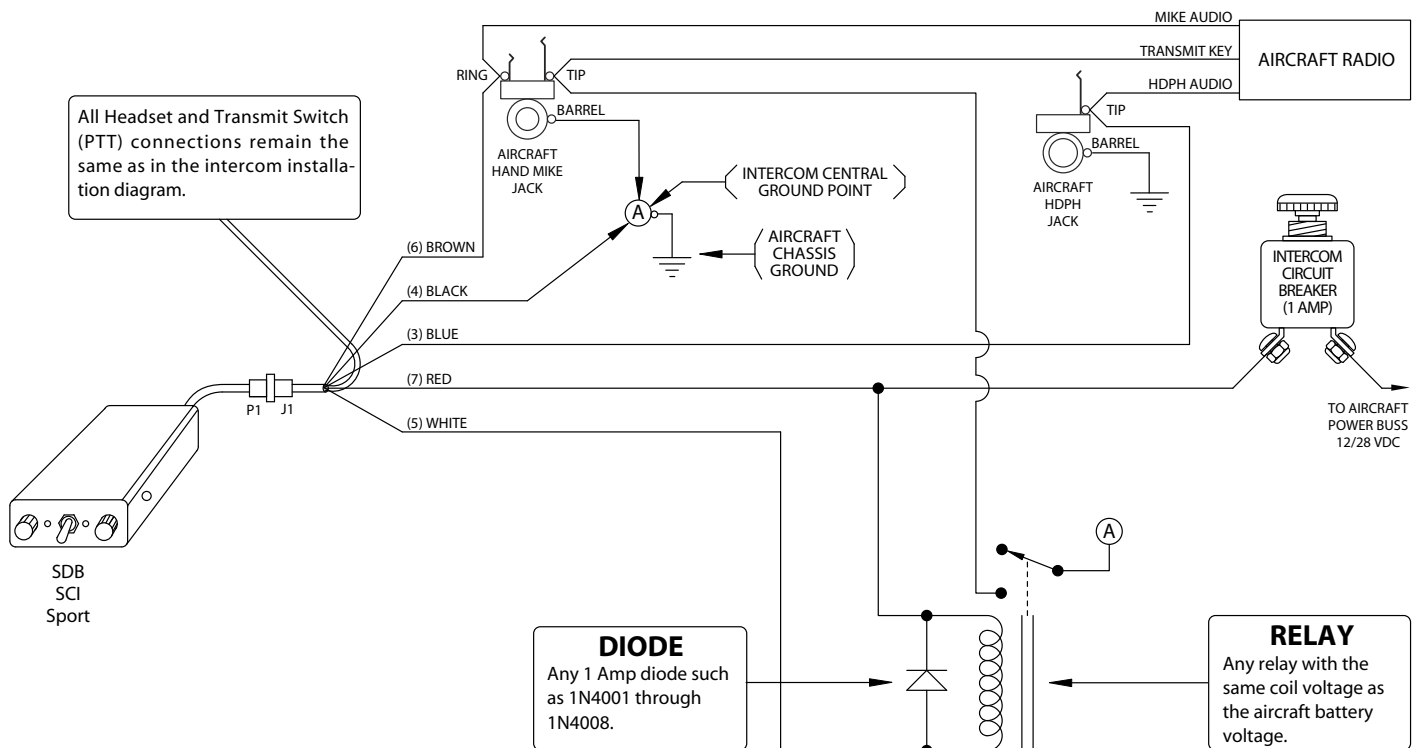 MIKE AUDIO
TRANSMIT KEY
HDPH AUDIO
AIRCRAFT RADIO
RING
TIP
BARREL
AIRCRAFT
HAND MIKE
JACK
TIP
BARREL
AIRCRAFT
HDPH
JACK
All Headset and Transmit Switch
(PTT) connections remain the
same as in the intercom installa-
tion diagram.
INTERCOM CENTRAL
GROUND POINT
A
AIRCRAFT
CHASSIS
GROUND
INTERCOM
CIRCUIT
BREAKER
(1 AMP)
(6) BROWN
(4) BLACK
(3) BLUE
(7) RED
(5) WHITE
P1
J1
TO AIRCRAFT
POWER BUSS
12/28 VDC
SDB
SCI
Sport
A
DIODE
Any 1 Amp diode such
as 1N4001 through
1N4008.
RELAY
Any relay with the
same coil voltage as
the aircraft battery
voltage.